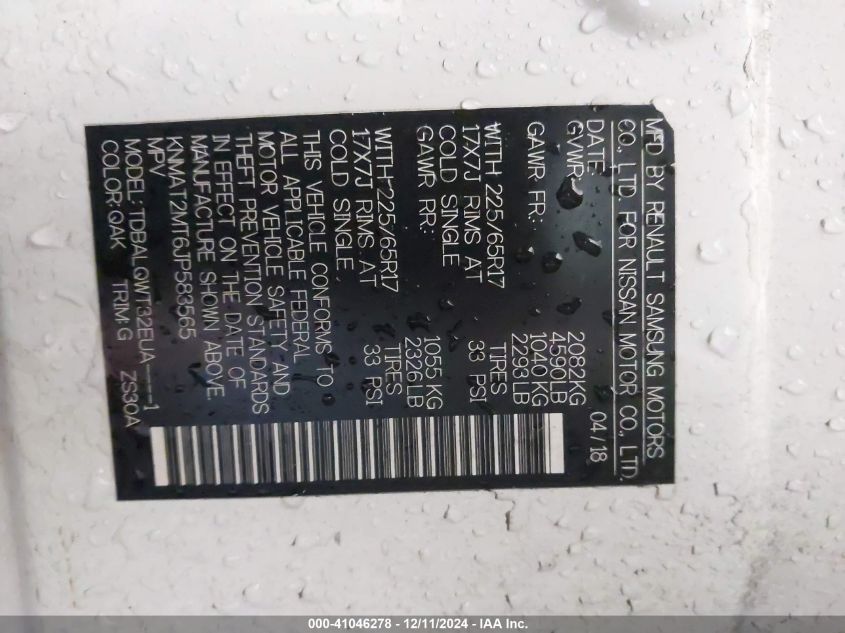 MFD BY RENAULT SAMSUNG MOTORS
CO., LTD FOR NISSAN MOTOR CO., LTD.
DATE: 04/18
GVWR: 2082KG
4590LB
GAWR FR: 1040 KG
2293LB
WITH 225/65R17 TIRES
17X7J RIMS AT 33 PSI
COLD SINGLE
GAWR RR: 1055 KG
2326LB
WITH 225/65R17 TIRES
17X7J RIMS AT 33 PSI
COLD SINGLE
THIS VEHICLE CONFORMS TO
ALL APPLICABLE FEDERAL
MOTOR VEHICLE SAFETY AND
THEFT PREVENTION STANDARDS
IN EFFECT ON THE DATE OF
MANUFACTURE SHOWN ABOVE.
KNMAT2MT6JP583565
MPV
MODEL: TDBALQWT32EUA----1
COLOR:QAK TRIM:G ZS30A
000-41046278 - 12/11/2024 - IAA Inc.